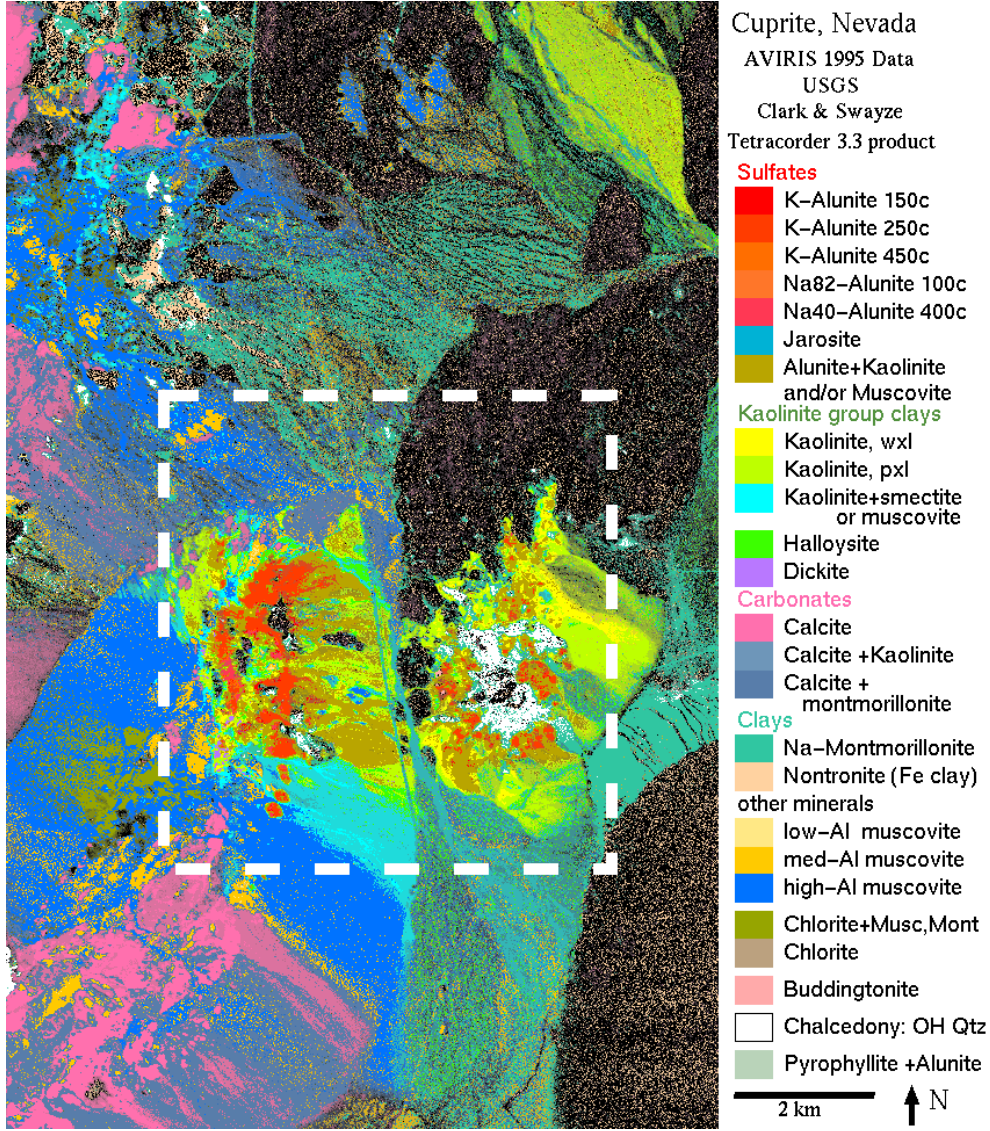 Cuprite, Nevada
AVIRIS 1995 Data
USGS
Clark & Swayze
Tetracorder 3.3 product
Sulfates
K-Alunite 150c
K-Alunite 250c
K-Alunite 450c
Na82-Alunite 100c
Na40-Alunite 400c
Jarosite
Alunite+Kaolinite
and/or Muscovite
Kaolinite group clays
Kaolinite, wxl
Kaolinite, pxl
Kaolinite+smectite
or muscovite
Halloysite
Dickite
Carbonates
Calcite
Calcite +Kaolinite
Calcite +
montmorillonite
Clays
Na-Montmorillonite
Nontronite (Fe clay)
other minerals
low-Al muscovite
med-Al muscovite
high-Al muscovite
Chlorite+Musc,Mont
Chlorite
Buddingtonite
Chalcedony: OH Qtz
Pyrophyllite +Alunite
2 km
N